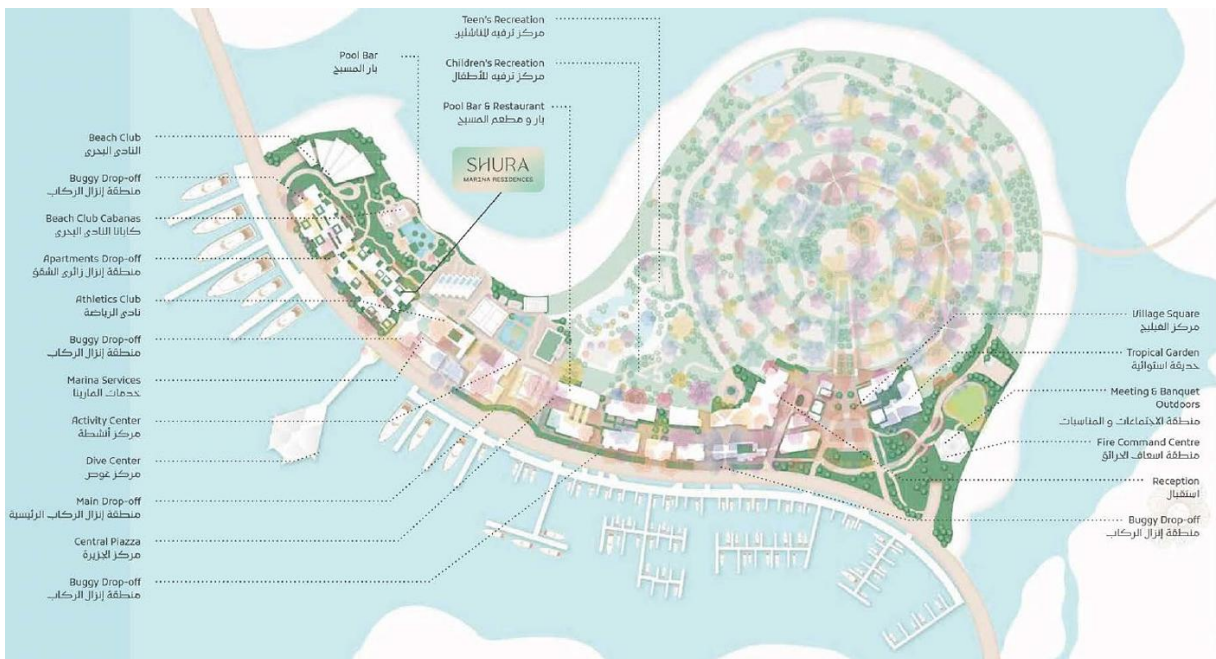 Teen's Recreation
مركز ترفيه للناشئين
Pool Bar
بار المسبح
Children's Recreation
مركز ترفيه للأطفال
Pool Bar & Restaurant
بار و مطعم المسبح
SHURA
MARINA RESIDENCES
Beach Club
النادي البحري
Buggy Drop-off
منطقة إنزال الركاب
Beach Club Cabanas
كابانا النادي البحري
Apartments Drop-off
منطقة إنزال زائري الشقق
Athletics Club
نادي الرياضة
Buggy Drop-off
منطقة إنزال الركاب
Marina Services
خدمات المارينا
Activity Center
مركز أنشطة
Dive Center
مركز غوص
Main Drop-off
منطقة إنزال الركاب الرئيسية
Central Piazza
مركز الجزيرة
Buggy Drop-off
منطقة إنزال الركاب
Village Square
مركز الفيليج
Tropical Garden
حديقة استوائية
Meeting & Banquet
Outdoors
منطقة الاجتماعات و المناسبات
Fire Command Centre
منطقة اسعاف الحرائق
Reception
استقبال
Buggy Drop-off
منطقة إنزال الركاب